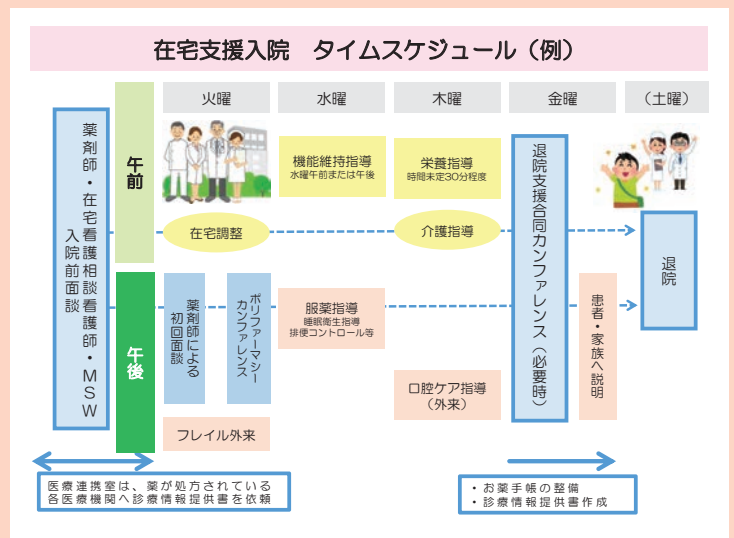 在宅支援入院　タイムスケジュール（例）
火曜
水曜
木曜
金曜
（土曜）
薬剤師・在宅看護相談看護師・MSW
入院前面談
午前
機能維持指導
水曜午前または午後
栄養指導
時間未定30分程度
在宅調整
介護指導
退院支援合同カンファレンス（必要時）
退院
午後
薬剤師による
初回面談
ポリファーマシー
カンファレンス
服薬指導
睡眠衛生指導
排便コントロール等
患者・家族へ説明
口腔ケア指導
（外来）
フレイル外来
医療連携室は、薬が処方されている
各医療機関へ診療情報提供書を依頼
・お薬手帳の整備
・診療情報提供書作成